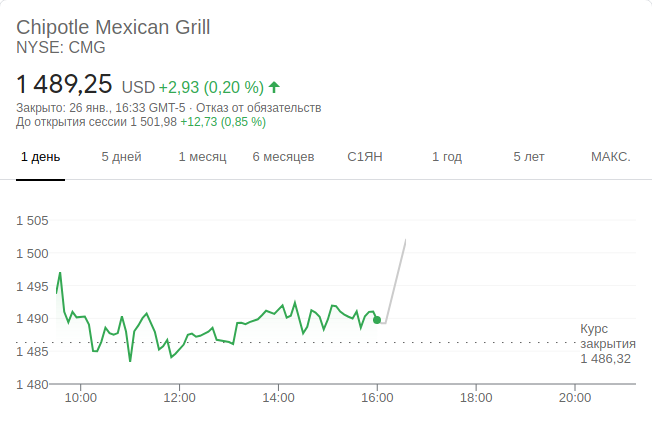 Chipotle Mexican Grill
NYSE: CMG
1 489,25 USD +2,93 (0,20 %)
Закрыто: 26 янв., 16:33 GMT-5 · Отказ от обязательств
До открытия сессии 1 501,98 +12,73 (0,85 %)
1 день 5 дней 1 месяц 6 месяцев С1ЯН 1 год 5 лет МАКС.
1 505
1 500
1 495
1 490
1 485
1 480
Курс
закрытия
1 486,32
10:00 12:00 14:00 16:00 18:00 20:00